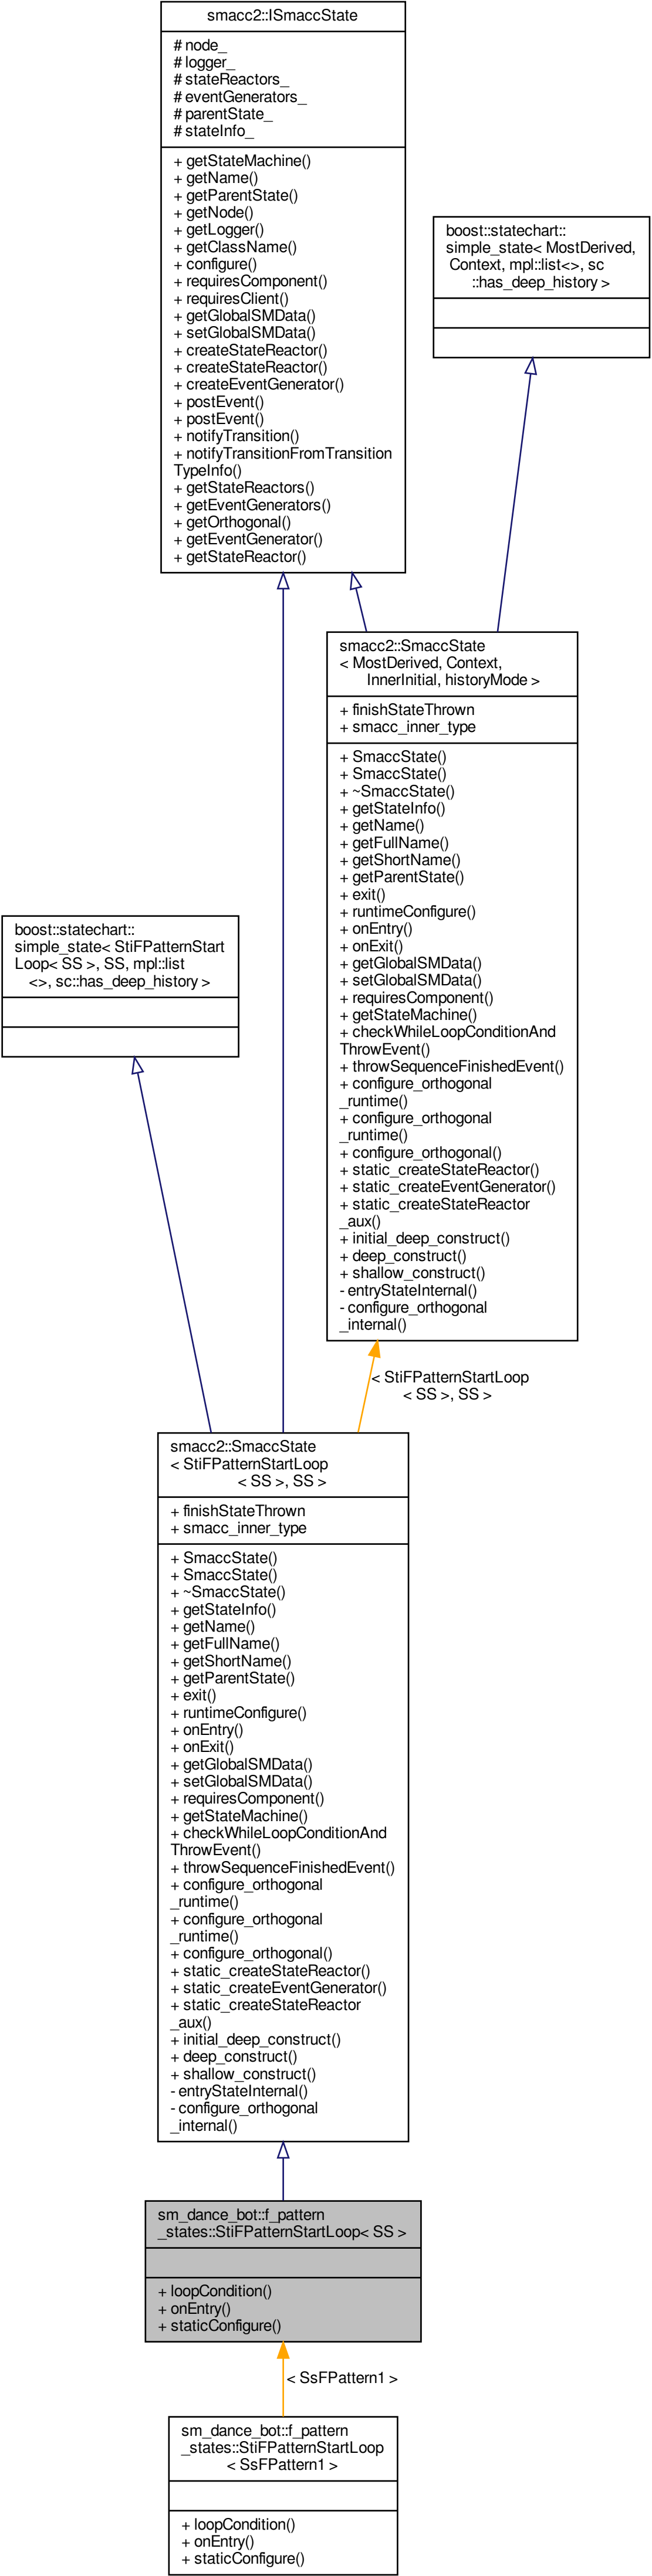 smacc2::ISmaccState
# node_
# logger_
# stateReactors_
# eventGenerators_
# parentState_
# stateInfo_
+ getStateMachine()
+ getName()
+ getParentState()
+ getNode()
+ getLogger()
+ getClassName()
+ configure()
+ requiresComponent()
+ requiresClient()
+ getGlobalSMData()
+ setGlobalSMData()
+ createStateReactor()
+ createStateReactor()
+ createEventGenerator()
+ postEvent()
+ postEvent()
+ notifyTransition()
+ notifyTransitionFromTransition
TypeInfo()
+ getStateReactors()
+ getEventGenerators()
+ getOrthogonal()
+ getEventGenerator()
+ getStateReactor()
boost::statechart::
simple_state< MostDerived,
Context, mpl::list<>, sc
::has_deep_history >
smacc2::SmaccState
< MostDerived, Context,
InnerInitial, historyMode >
+ finishStateThrown
+ smacc_inner_type
+ SmaccState()
+ SmaccState()
+ ~SmaccState()
+ getStateInfo()
+ getName()
+ getFullName()
+ getShortName()
+ getParentState()
+ exit()
+ runtimeConfigure()
+ onEntry()
+ onExit()
+ getGlobalSMData()
+ setGlobalSMData()
+ requiresComponent()
+ getStateMachine()
+ checkWhileLoopConditionAnd
ThrowEvent()
+ throwSequenceFinishedEvent()
+ configure_orthogonal
_runtime()
+ configure_orthogonal
_runtime()
+ configure_orthogonal()
+ static_createStateReactor()
+ static_createEventGenerator()
+ static_createStateReactor
_aux()
+ initial_deep_construct()
+ deep_construct()
+ shallow_construct()
- entryStateInternal()
- configure_orthogonal
_internal()
boost::statechart::
simple_state< StiFPatternStart
Loop< SS >, SS, mpl::list
<>, sc::has_deep_history >
< StiFPatternStartLoop
< SS >, SS >
smacc2::SmaccState
< StiFPatternStartLoop
< SS >, SS >
+ finishStateThrown
+ smacc_inner_type
+ SmaccState()
+ SmaccState()
+ ~SmaccState()
+ getStateInfo()
+ getName()
+ getFullName()
+ getShortName()
+ getParentState()
+ exit()
+ runtimeConfigure()
+ onEntry()
+ onExit()
+ getGlobalSMData()
+ setGlobalSMData()
+ requiresComponent()
+ getStateMachine()
+ checkWhileLoopConditionAnd
ThrowEvent()
+ throwSequenceFinishedEvent()
+ configure_orthogonal
_runtime()
+ configure_orthogonal
_runtime()
+ configure_orthogonal()
+ static_createStateReactor()
+ static_createEventGenerator()
+ static_createStateReactor
_aux()
+ initial_deep_construct()
+ deep_construct()
+ shallow_construct()
- entryStateInternal()
- configure_orthogonal
_internal()
sm_dance_bot::f_pattern
_states::StiFPatternStartLoop< SS >
+ loopCondition()
+ onEntry()
+ staticConfigure()
< SsFPattern1 >
sm_dance_bot::f_pattern
_states::StiFPatternStartLoop
< SsFPattern1 >
+ loopCondition()
+ onEntry()
+ staticConfigure()